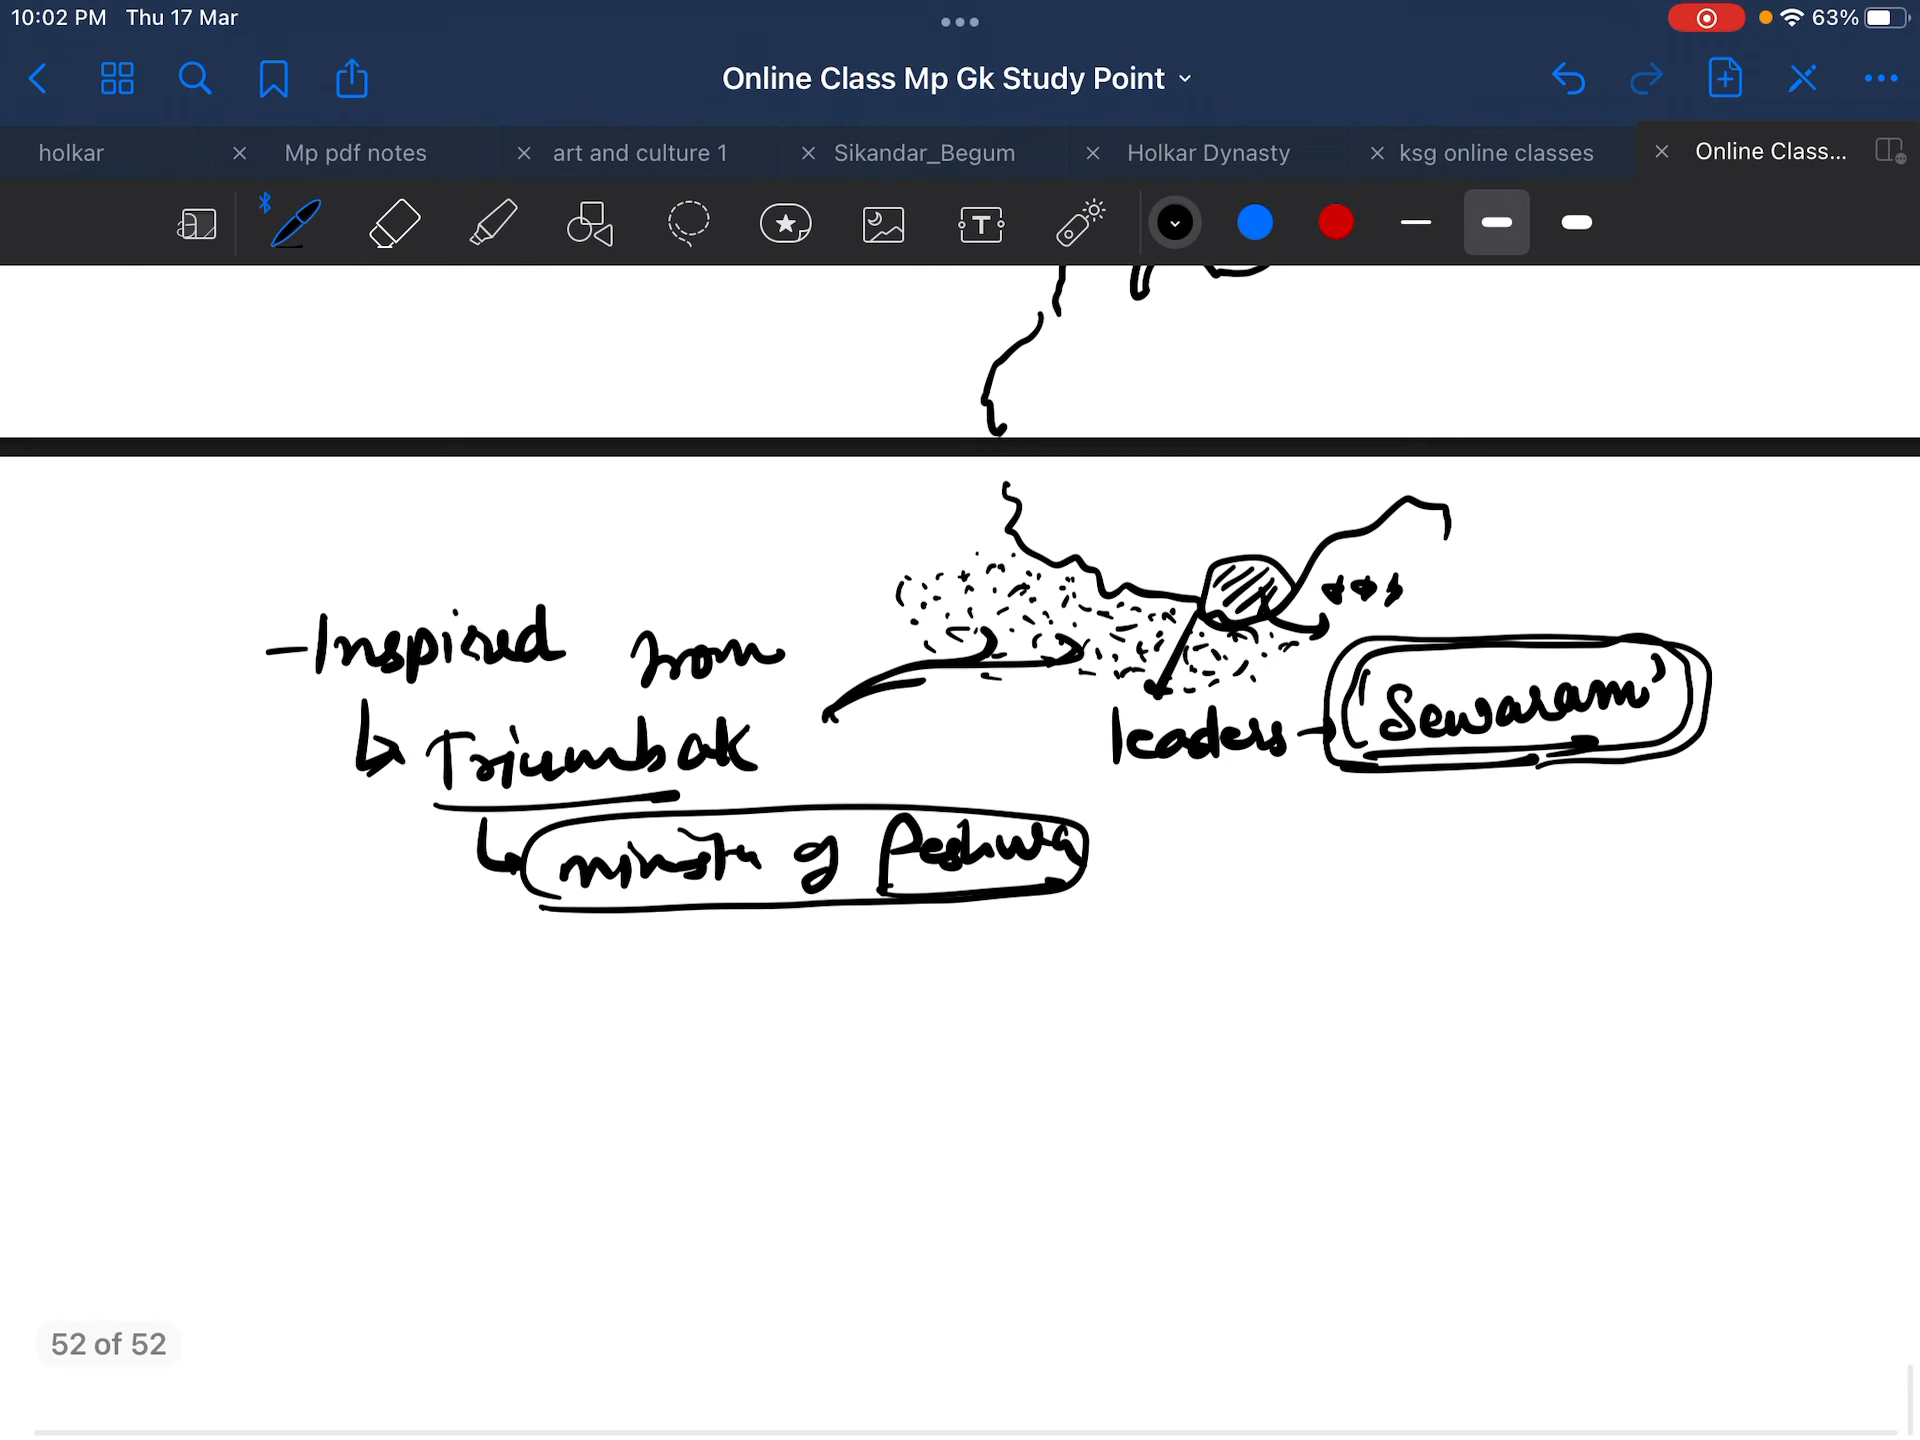 10:02 PM Thu 17 Mar
63%
Online Class Mp Gk Study Point
holkar
Mp pdf notes
art and culture 1
Sikandar_Begum
Holkar Dynasty
ksg online classes
Online Class...
-Inspired from
Triumbak
minster of Peshwa
leaders → 'Sewaram'
52 of 52